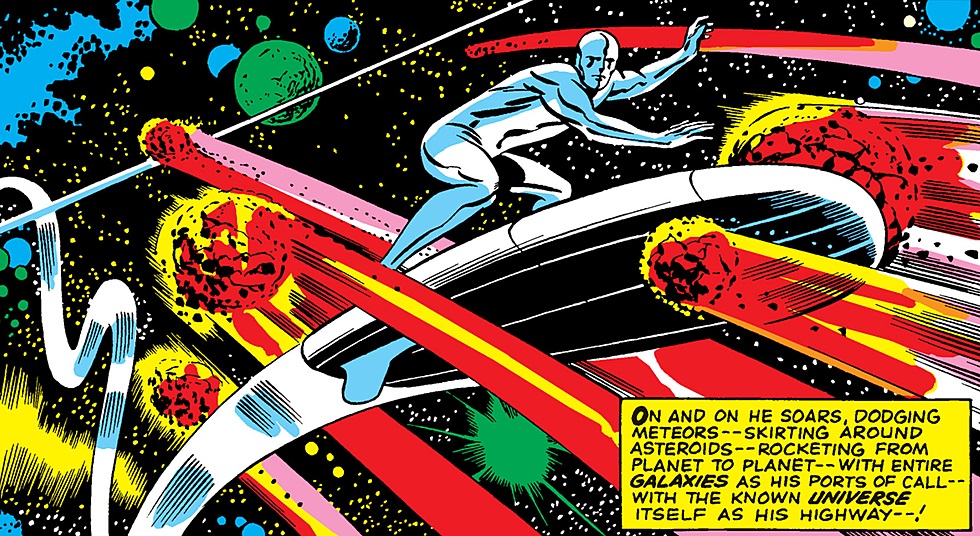 ON AND ON HE SOARS, DODGING
METEORS--SKIRTING AROUND
ASTEROIDS--ROCKETING FROM
PLANET TO PLANET--WITH ENTIRE
GALAXIES AS HIS PORTS OF CALL--
WITH THE KNOWN UNIVERSE
ITSELF AS HIS HIGHWAY--!